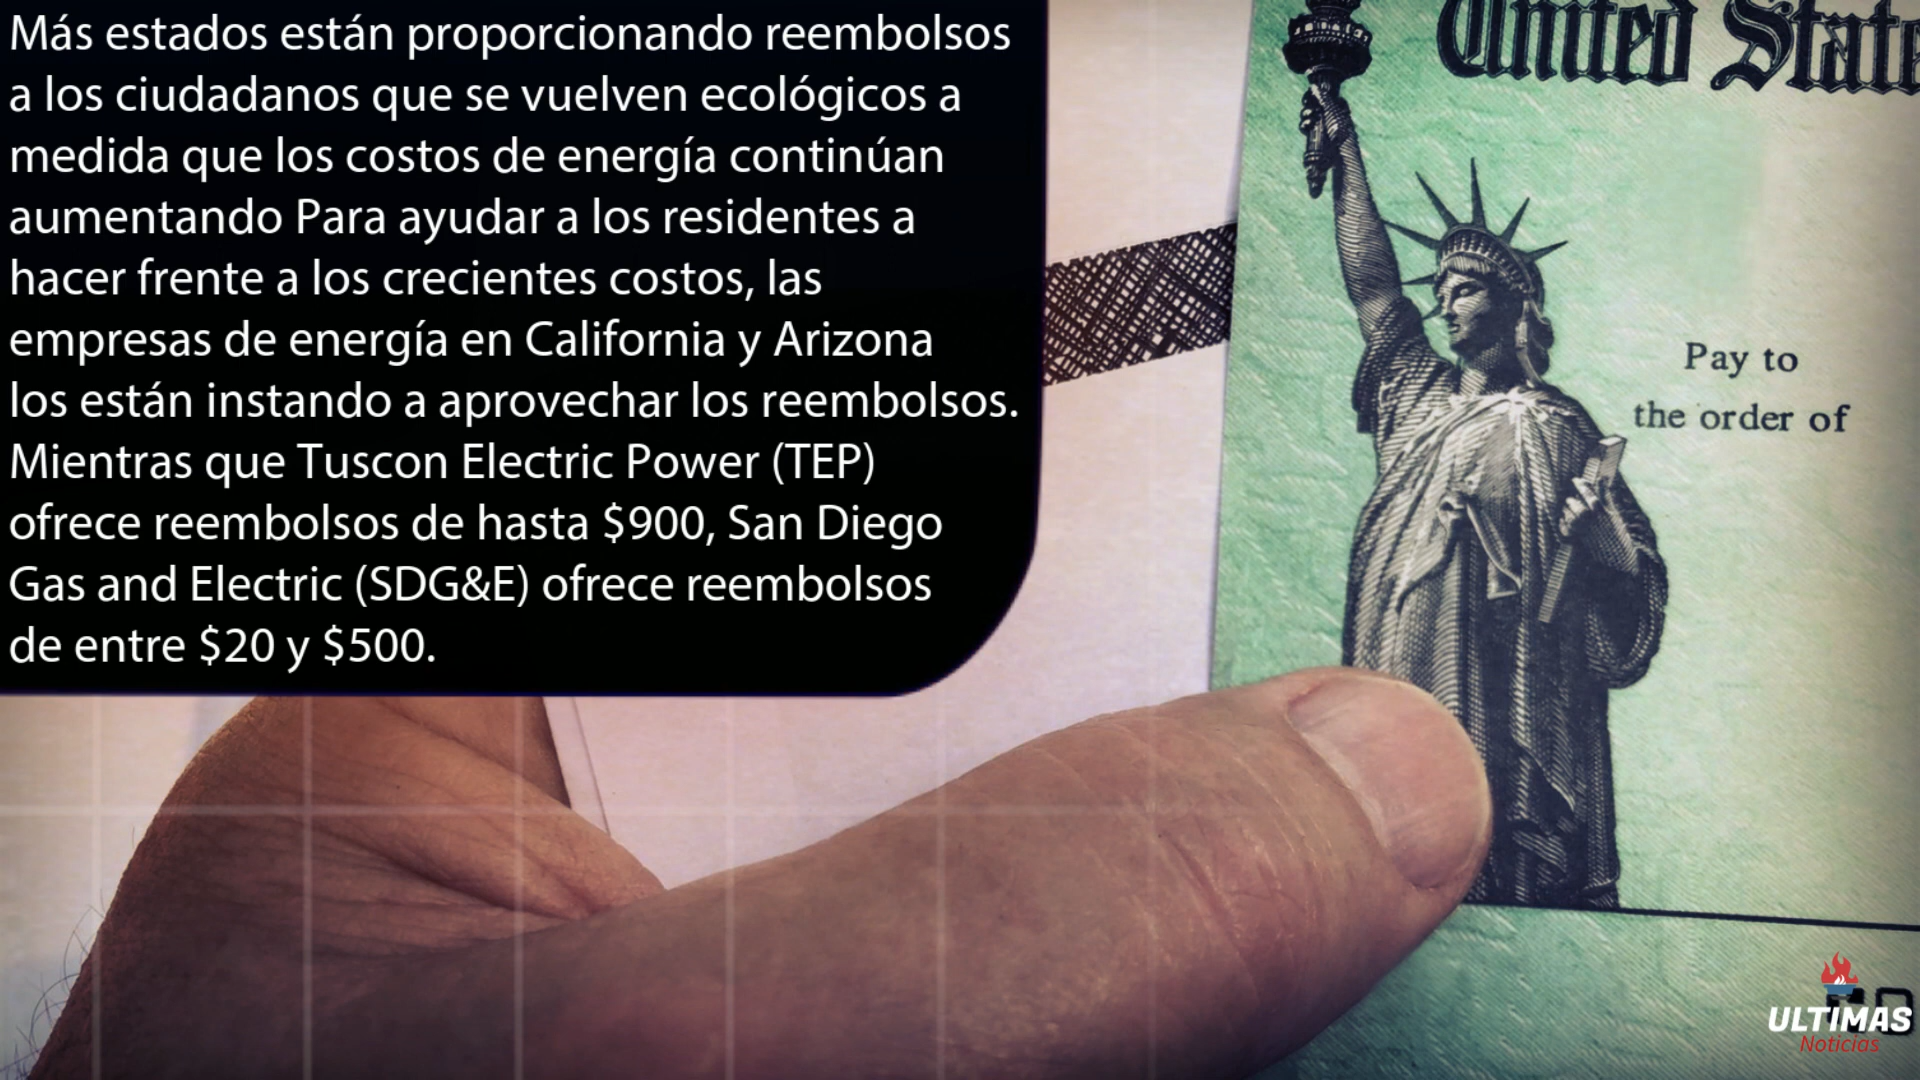 Más estados están proporcionando reembolsos
a los ciudadanos que se vuelven ecológicos a
medida que los costos de energía continúan
aumentando Para ayudar a los residentes a
hacer frente a los crecientes costos, las
empresas de energía en California y Arizona
los están instando a aprovechar los reembolsos.
Mientras que Tuscon Electric Power (TEP)
ofrece reembolsos de hasta $900, San Diego
Gas and Electric (SDG&E) ofrece reembolsos
de entre $20 y $500.
United State
Pay to
the order of
ULTIMAS
Noticias